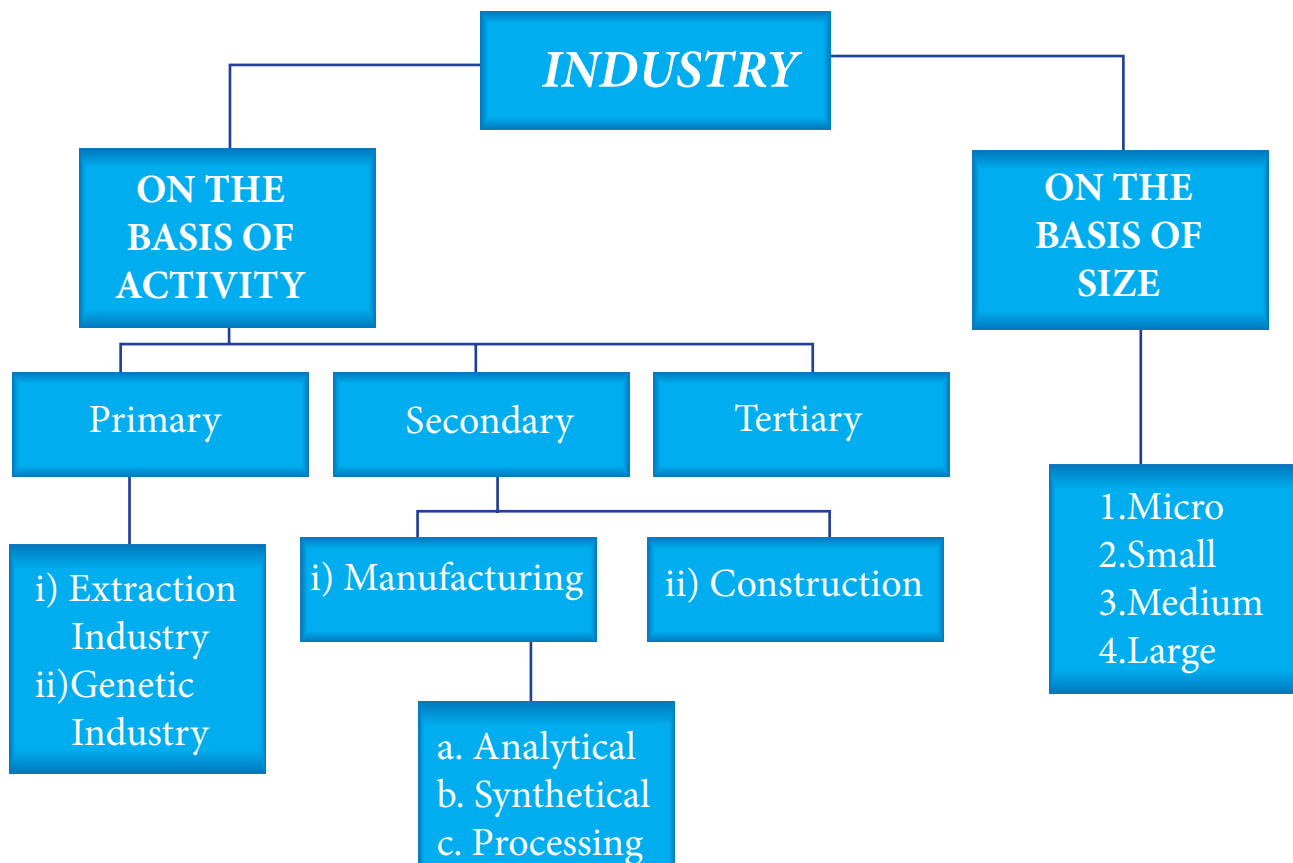 INDUSTRY
ON THE
BASIS OF
ACTIVITY
ON THE
BASIS OF
SIZE
Primary
Secondary
Tertiary
i) Extraction
Industry
ii)Genetic
Industry
i) Manufacturing
ii) Construction
a. Analytical
b. Synthetical
c. Processing
1.Micro
2.Small
3.Medium
4.Large